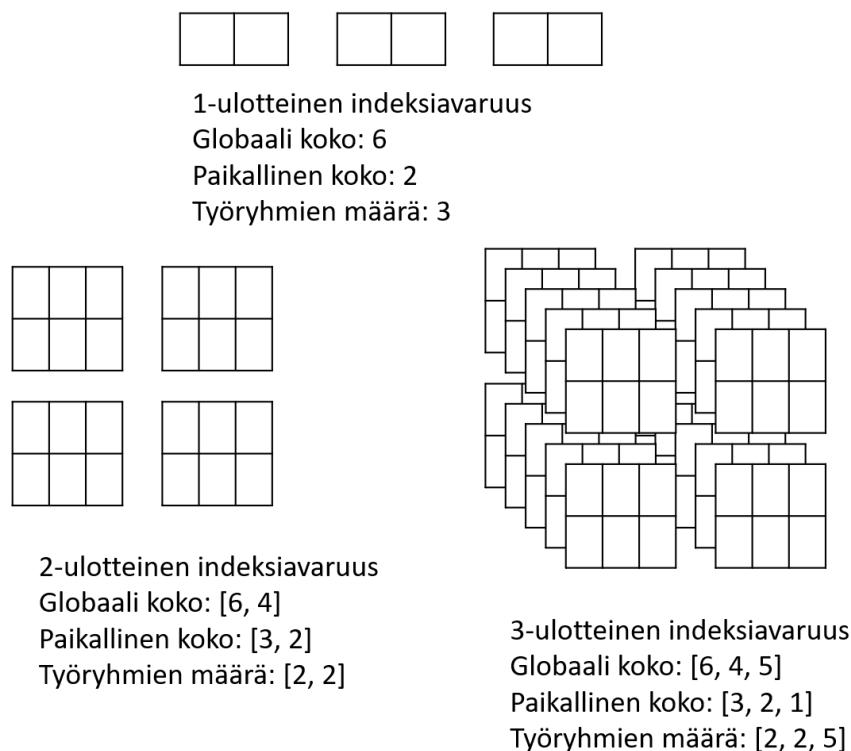 1-ulotteinen indeksiavaruus
Globaali koko: 6
Paikallinen koko: 2
Työryhmien määrä: 3
2-ulotteinen indeksiavaruus
Globaali koko: [6, 4]
Paikallinen koko: [3, 2]
Työryhmien määrä: [2, 2]
3-ulotteinen indeksiavaruus
Globaali koko: [6, 4, 5]
Paikallinen koko: [3, 2, 1]
Työryhmien määrä: [2, 2, 5]